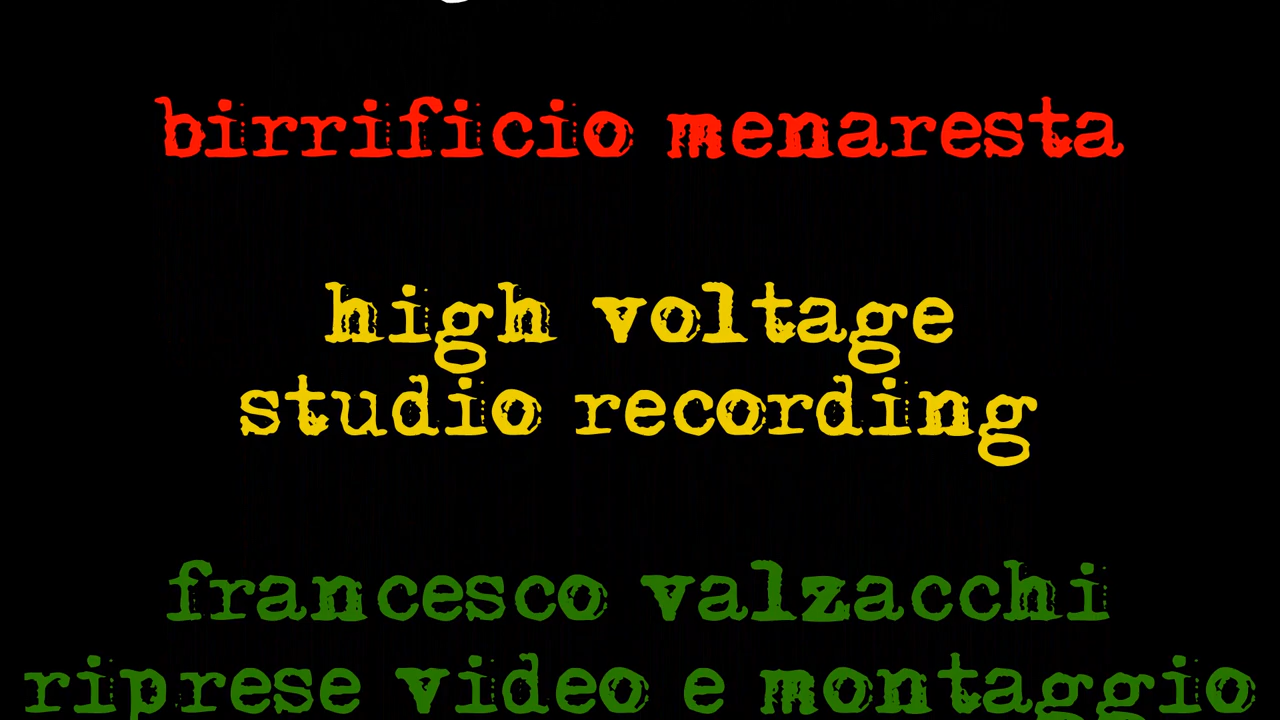 birrificio menaresta
high voltage
studio recording
francesco valzacchi
riprese video e montaggio